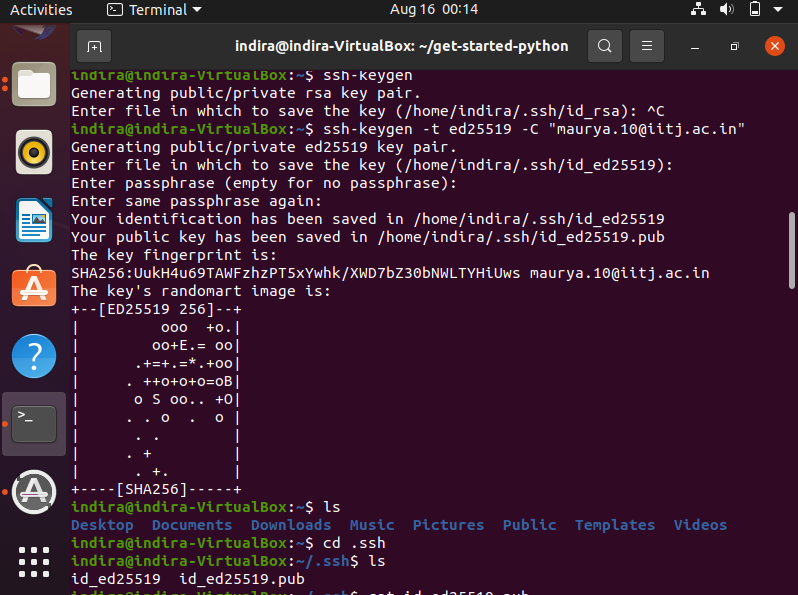 Activities Terminal Aug 16 00:14
indira@indira-VirtualBox: ~/get-started-python
indira@indira-VirtualBox:~$ ssh-keygen
Generating public/private rsa key pair.
Enter file in which to save the key (/home/indira/.ssh/id_rsa): ^C
indira@indira-VirtualBox:~$ ssh-keygen -t ed25519 -C "maurya.10@iitj.ac.in"
Generating public/private ed25519 key pair.
Enter file in which to save the key (/home/indira/.ssh/id_ed25519):
Enter passphrase (empty for no passphrase):
Enter same passphrase again:
Your identification has been saved in /home/indira/.ssh/id_ed25519
Your public key has been saved in /home/indira/.ssh/id_ed25519.pub
The key fingerprint is:
SHA256:UukH4u69TAWFzhzPT5xYwhk/XWD7bZ30bNWLTYHiUws maurya.10@iitj.ac.in
The key's randomart image is:
+--[ED25519 256]--+
|         ooo  +o.|
|        oo+E.= oo|
|      .+=+.=*.+oo|
|     . ++o+o+o=oB|
|      o S oo.. +O|
|     . . o  .  o |
|      . .        |
|     . +         |
|      . +.       |
+----[SHA256]-----+
indira@indira-VirtualBox:~$ ls
Desktop  Documents  Downloads  Music  Pictures  Public  Templates  Videos
indira@indira-VirtualBox:~$ cd .ssh
indira@indira-VirtualBox:~/.ssh$ ls
id_ed25519  id_ed25519.pub
indira@indira-VirtualBox:~/.ssh$ cat id_ed25519.pub